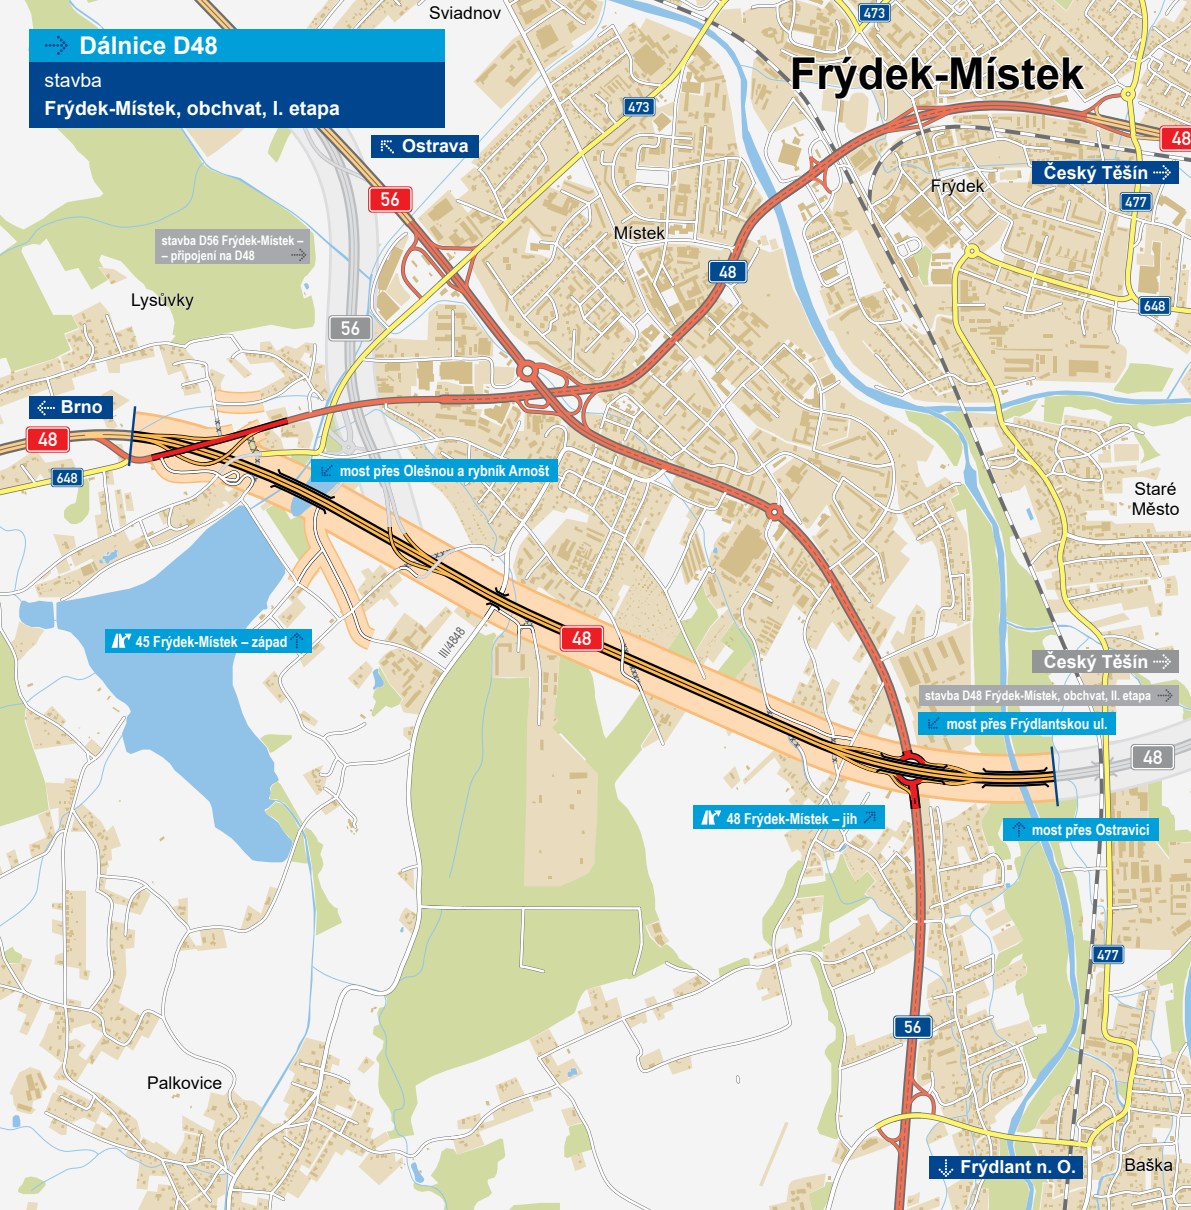 Sviadnov
473
Dálnice D48
stavba
Frýdek-Místek, obchvat, I. etapa
Frýdek-Místek
473
Ostrava
48
Český Těšín
56
Frýdek
477
Místek
stavba D56 Frýdek-Místek –
– připojení na D48
48
Lysůvky
648
56
Brno
48
648
most přes Olešnou a rybník Arnošt
Staré
Město
45 Frýdek-Místek – západ
III/4848
48
Český Těšín
stavba D48 Frýdek-Místek, obchvat, II. etapa
most přes Frýdlantskou ul.
48
48 Frýdek-Místek – jih
most přes Ostravici
477
56
Palkovice
Frýdlant n. O.
Baška